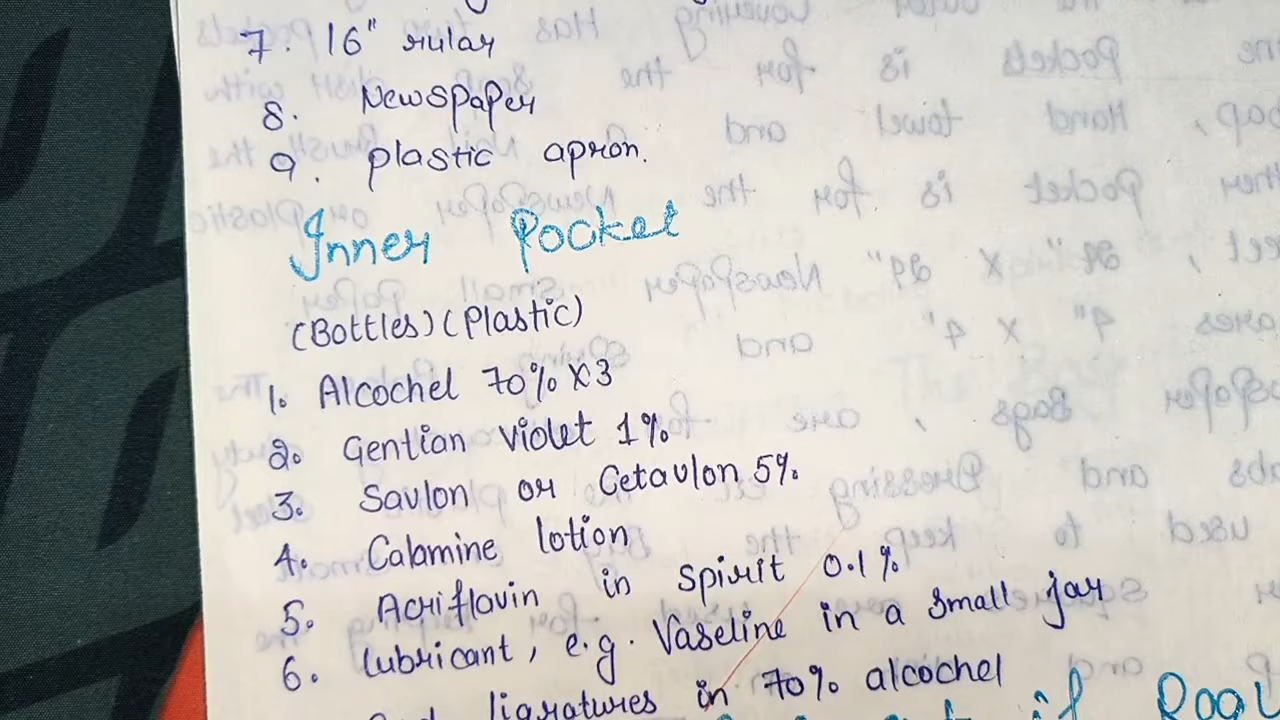 7. 16" rular
8. Newspaper
9. plastic apron.
Inner Pocket
(Bottles) (Plastic)
1. Alcochel 70% X 3
2. Gentian violet 1%
3. Savlon or Cetavlon 5%
4. Calamine lotion
5. Acriflavin in spirit 0.1%
6. lubricant, e.g. Vaseline in a small jar
ligratures in 70% alcochel